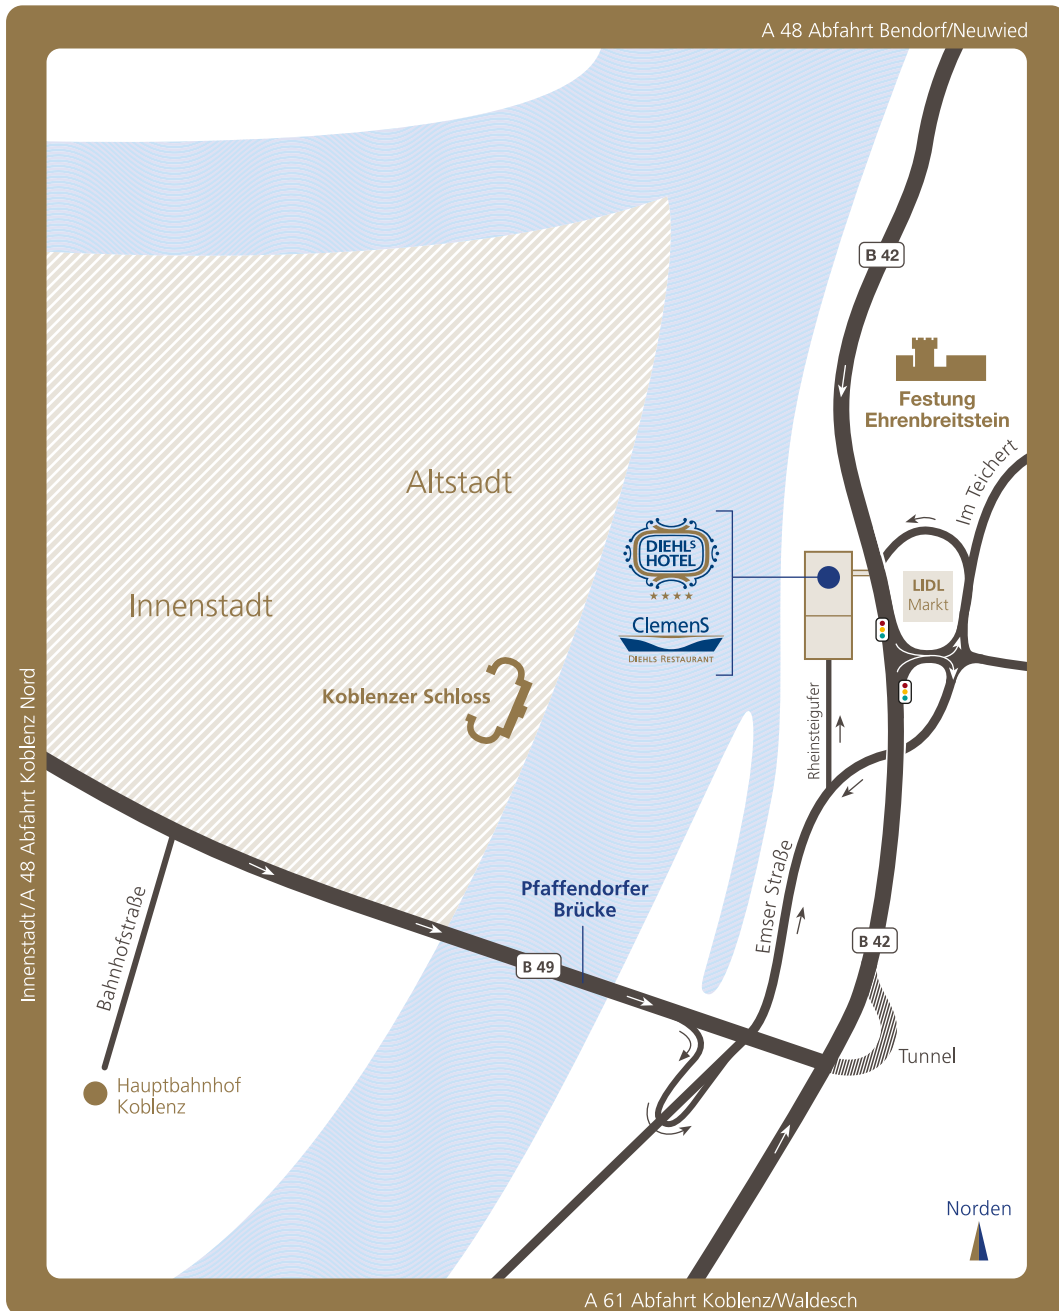 A 48 Abfahrt Bendorf/Neuwied
B 42
Festung
Ehrenbreitstein
Im Teichert
Altstadt
DIEHLS
HOTEL
ClemenS
DIEHLS RESTAURANT
LIDL
Markt
Innenstadt
Koblenzer Schloss
Rheinsteigufer
Innenstadt/A 48 Abfahrt Koblenz Nord
Emser Straße
Pfaffendorfer
Brücke
Bahnhofstraße
B 42
B 49
Tunnel
Hauptbahnhof
Koblenz
Norden
A 61 Abfahrt Koblenz/Waldesch